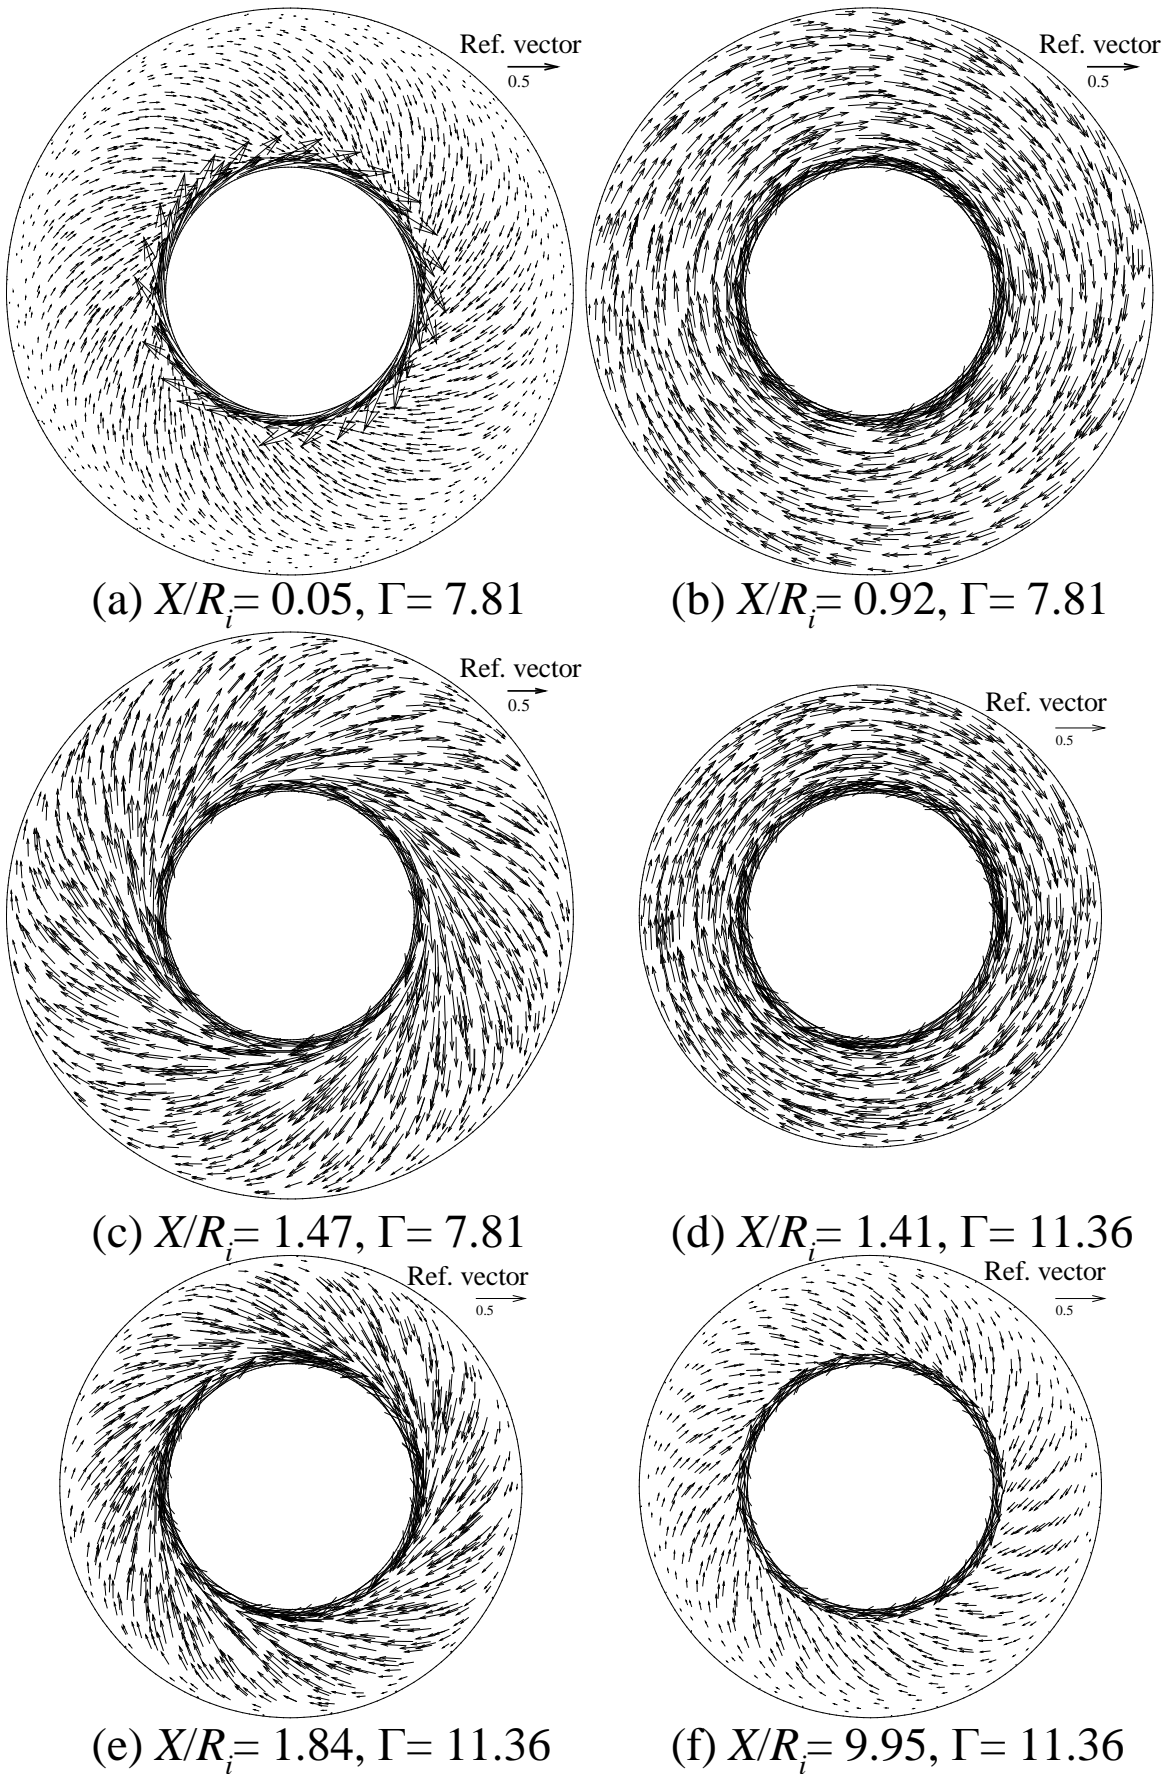 Ref. vector
0.5
Ref. vector
0.5
(a) X/Ri= 0.05, Γ= 7.81
(b) X/Ri= 0.92, Γ= 7.81
Ref. vector
0.5
Ref. vector
0.5
(c) X/Ri= 1.47, Γ= 7.81
(d) X/Ri= 1.41, Γ= 11.36
Ref. vector
0.5
Ref. vector
0.5
(e) X/Ri= 1.84, Γ= 11.36
(f) X/Ri= 9.95, Γ= 11.36